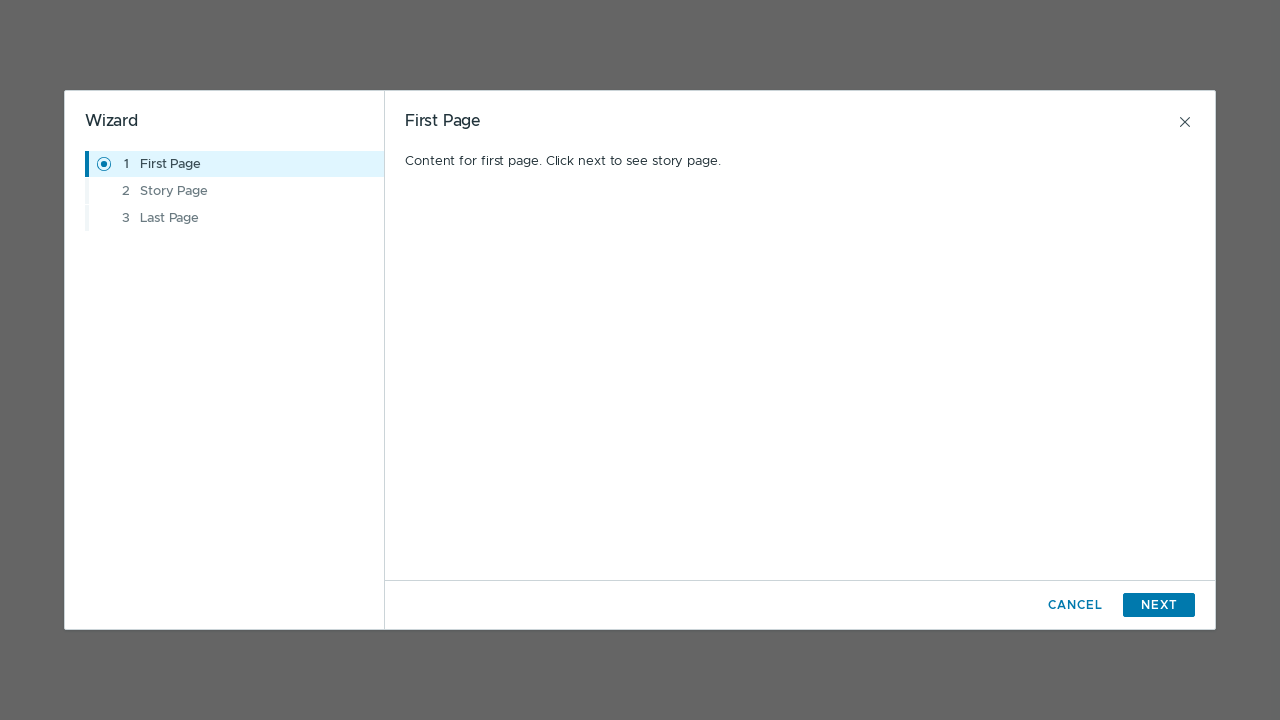 Wizard
1 First Page
2 Story Page
3 Last Page
First Page
Content for first page. Click next to see story page.
CANCEL
NEXT